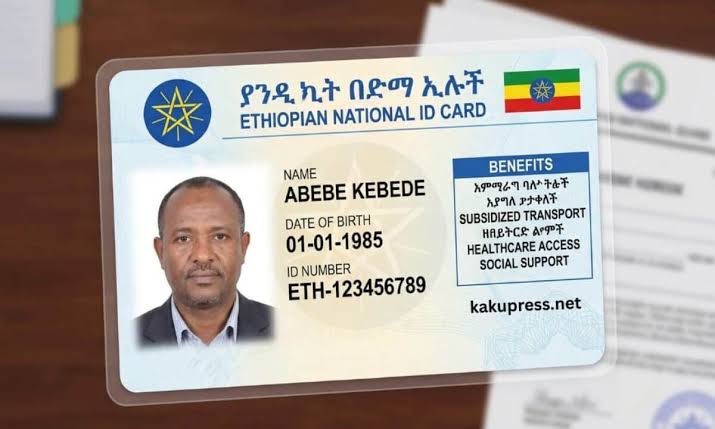 ያንዲ ኪት በድማ ኢሉች
ETHIOPIAN NATIONAL ID CARD
NAME
ABEBE KEBEDE
DATE OF BIRTH
01-01-1985
ID NUMBER
ETH-123456789
BENEFITS
SUBSIDIZED TRANSPORT
HEALTHCARE ACCESS
SOCIAL SUPPORT
kakupress.net